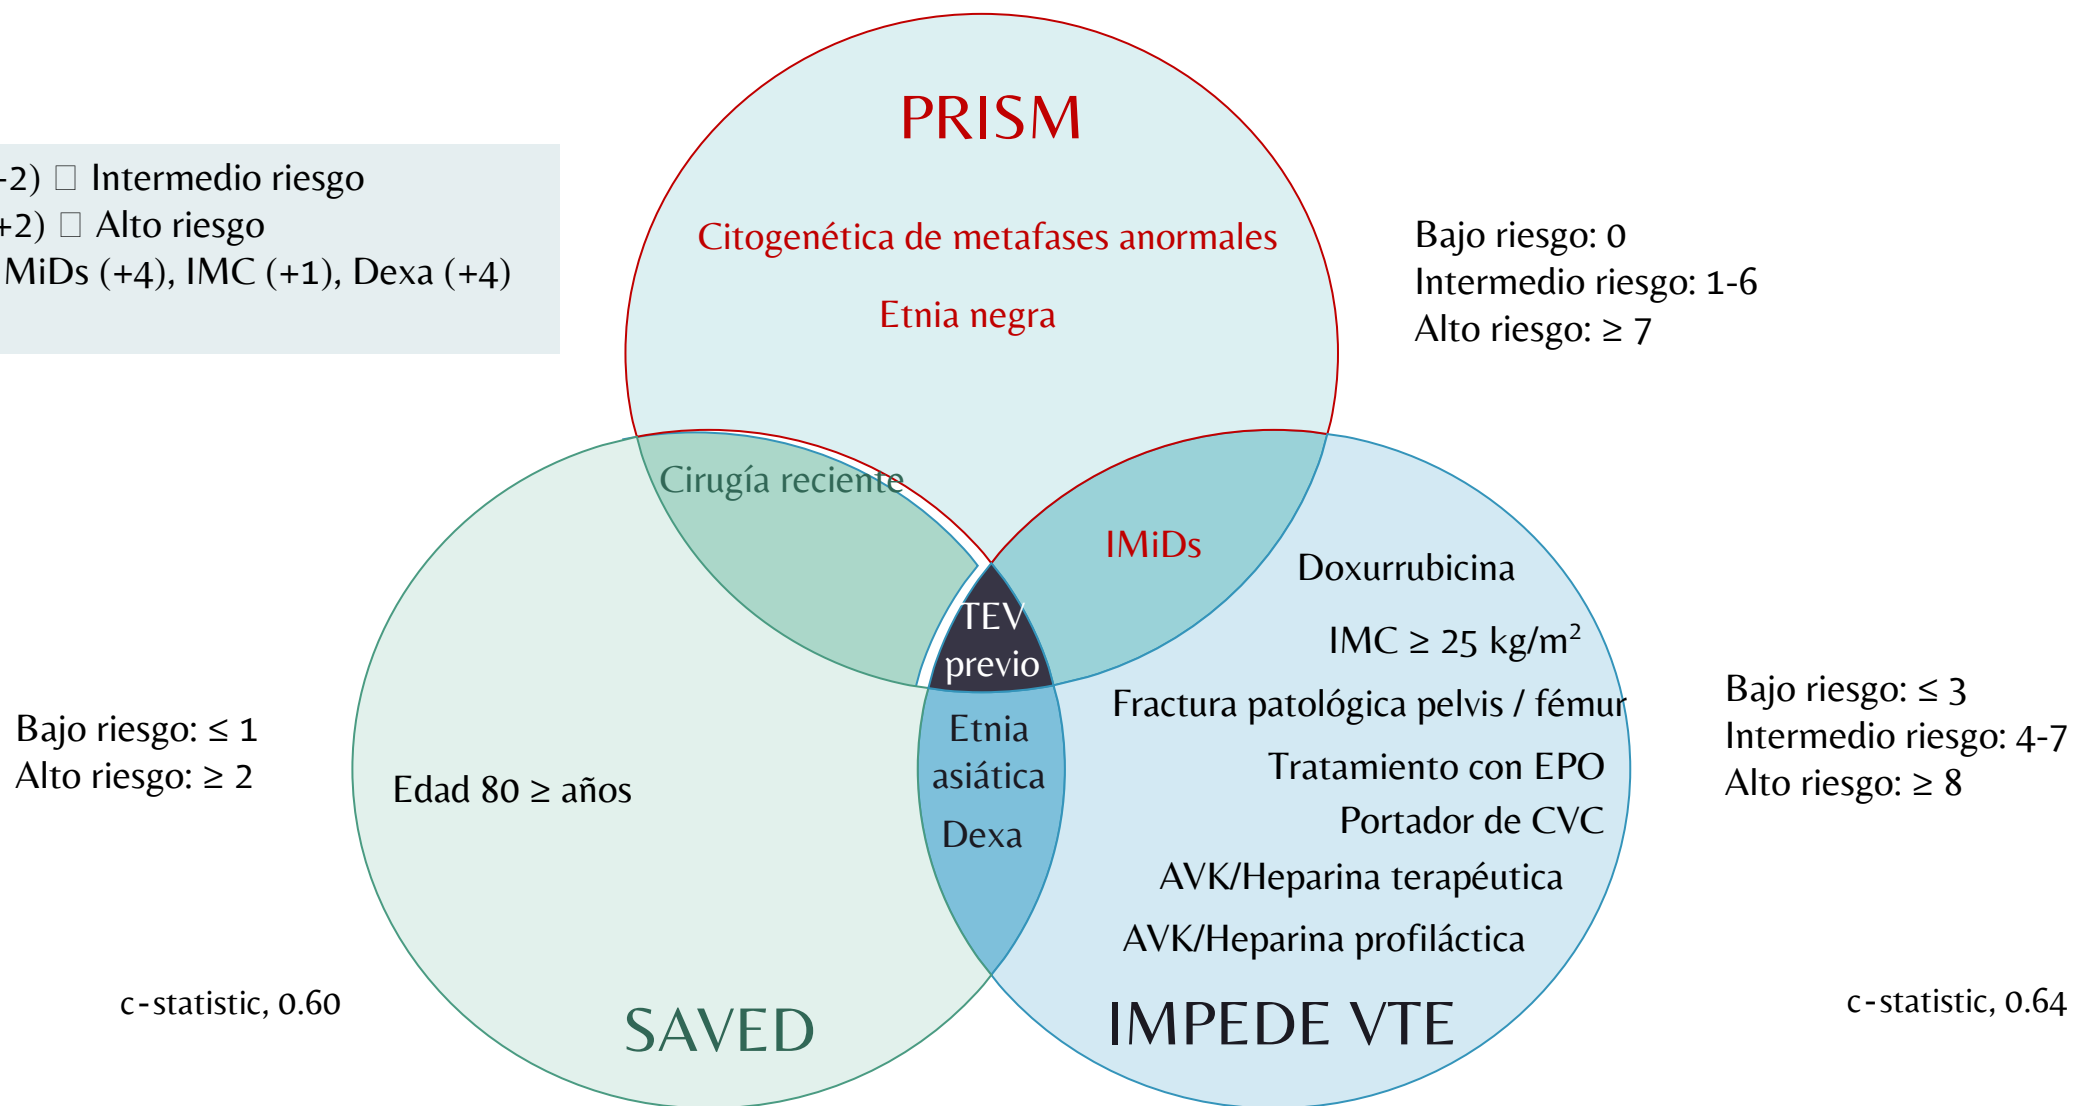 PRISM
-2) □ Intermedio riesgo
+2) □ Alto riesgo
MiDs (+4), IMC (+1), Dexa (+4)
Citogenética de metafases anormales
Etnia negra
Bajo riesgo: 0
Intermedio riesgo: 1-6
Alto riesgo: ≥ 7
Cirugía reciente
IMiDs
TEV
previo
Doxurrubicina
IMC ≥ 25 kg/m²
Fractura patológica pelvis / fémur
Tratamiento con EPO
Portador de CVC
AVK/Heparina terapéutica
AVK/Heparina profiláctica
Etnia
asiática
Dexa
Bajo riesgo: ≤ 1
Alto riesgo: ≥ 2
Edad 80 ≥ años
Bajo riesgo: ≤ 3
Intermedio riesgo: 4-7
Alto riesgo: ≥ 8
c-statistic, 0.60
SAVED
IMPEDE VTE
c-statistic, 0.64